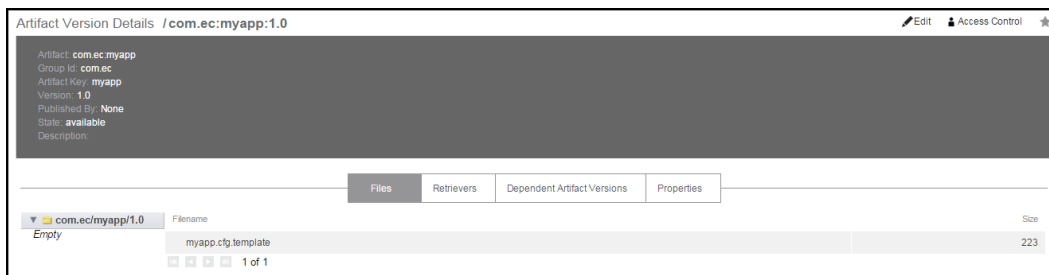 Artifact Version Details / com.ec:myapp:1.0 Edit Access Control
Artifact: com.ec:myapp
Group Id: com.ec
Artifact Key: myapp
Version: 1.0
Published By: None
State: available
Description:
Files Retrievers Dependent Artifact Versions Properties
com.ec/myapp/1.0 Filename Size
Empty
myapp.cfg.template 223
1 of 1